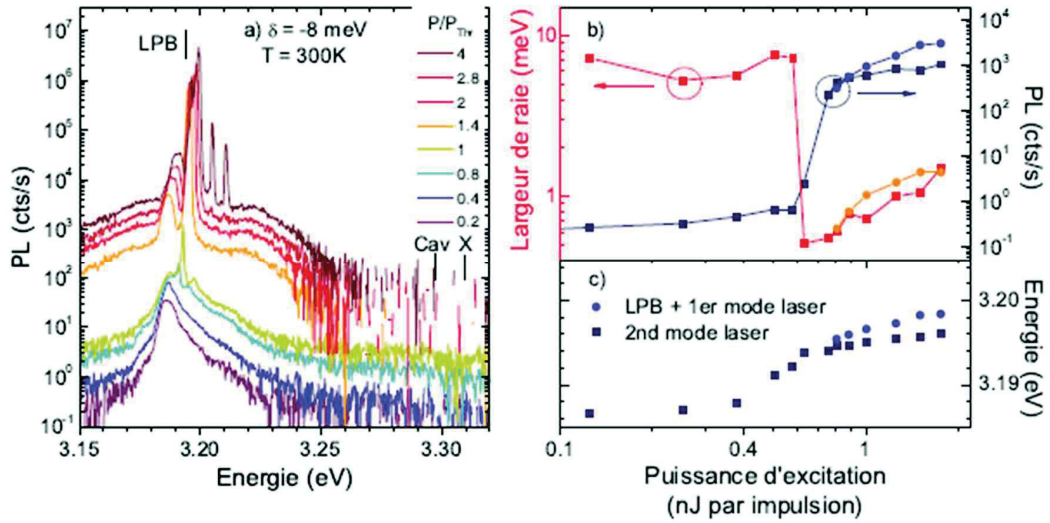 a) δ = -8 meV
T = 300K
LPB
P/P_Thr
4
2.8
2
1.4
1
0.8
0.4
0.2
Cav X
PL (cts/s)
10^7
10^6
10^5
10^4
10^3
10^2
10^1
10^0
10^-1
3.15 3.20 3.25 3.30
Energie (eV)
b)
Largeur de raie (meV)
10
1
PL (cts/s)
10^4
10^3
10^2
10^1
10^0
10^-1
c)
LPB + 1er mode laser
2nd mode laser
Energie (eV)
3.20
3.19
0.1 0.4 1
Puissance d'excitation
(nJ par impulsion)